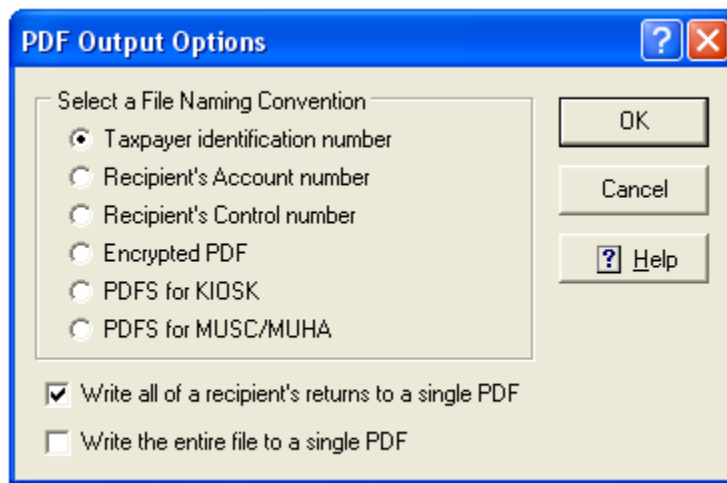 PDF Output Options
Select a File Naming Convention
Taxpayer identification number
Recipient's Account number
Recipient's Control number
Encrypted PDF
PDFS for KIOSK
PDFS for MUSC/MUHA
OK
Cancel
? Help
Write all of a recipient's returns to a single PDF
Write the entire file to a single PDF